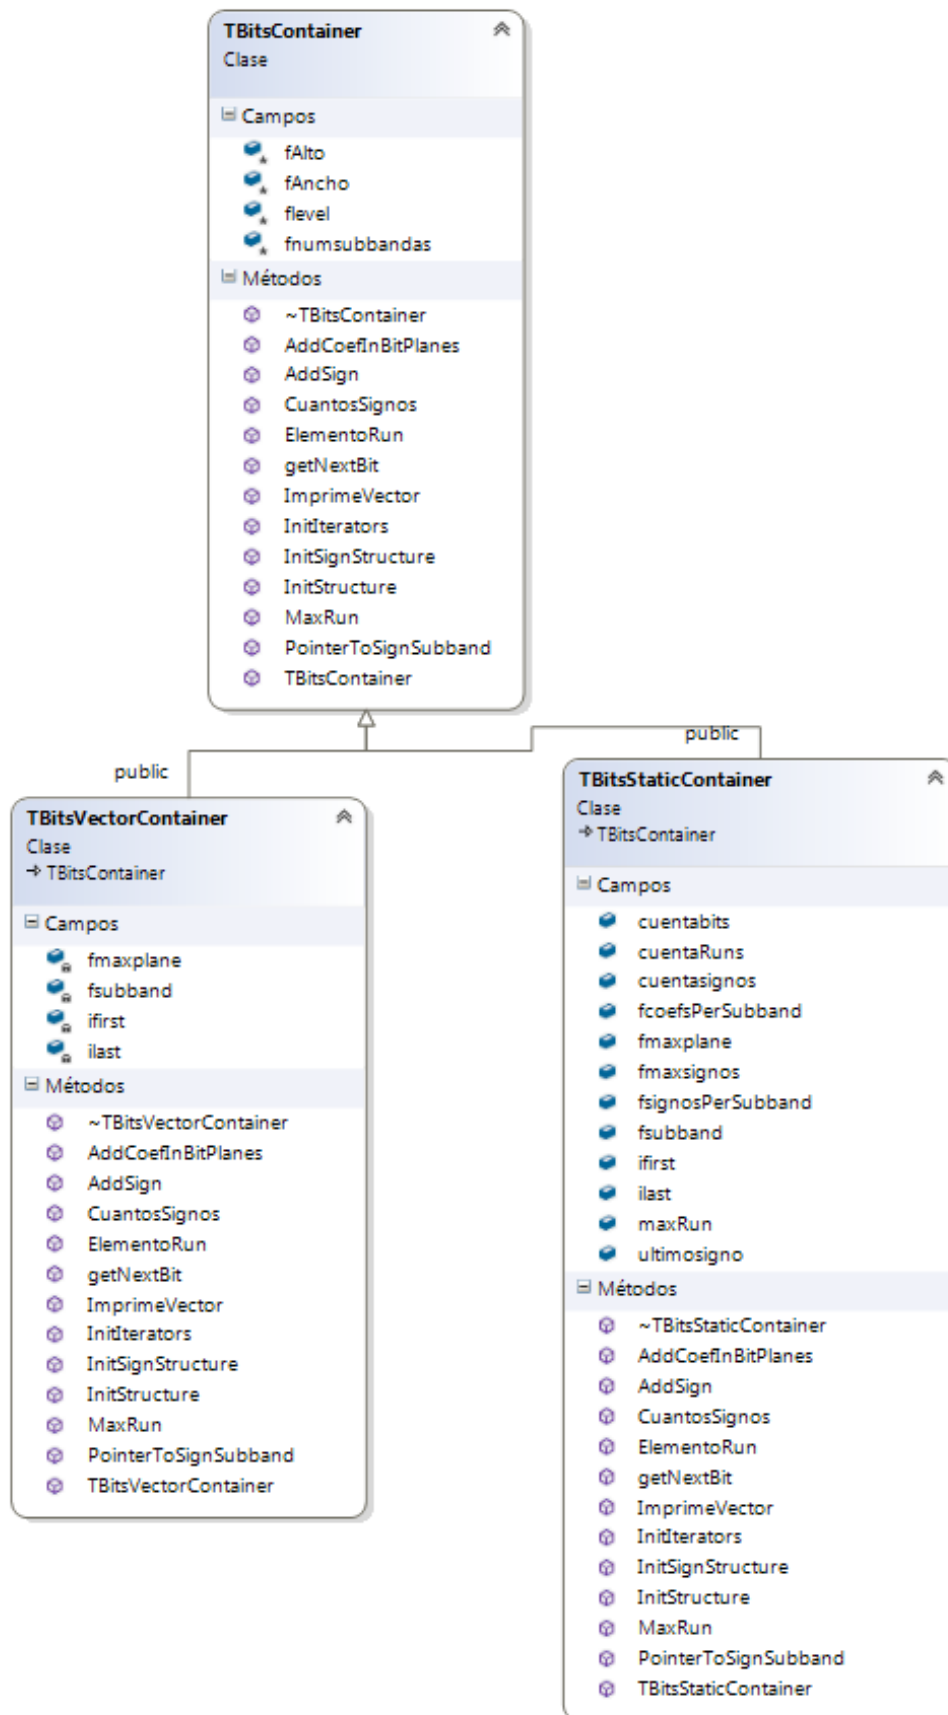 TBitsContainer
Clase
Campos
fAlto
fAncho
flevel
fnumsubbandas
Métodos
~TBitsContainer
AddCoefInBitPlanes
AddSign
CuantosSignos
ElementoRun
getNextBit
ImprimeVector
InitIterators
InitSignStructure
InitStructure
MaxRun
PointerToSignSubband
TBitsContainer
public
public
TBitsVectorContainer
Clase
TBitsContainer
Campos
fmaxplane
fsubband
ifirst
ilast
Métodos
~TBitsVectorContainer
AddCoefInBitPlanes
AddSign
CuantosSignos
ElementoRun
getNextBit
ImprimeVector
InitIterators
InitSignStructure
InitStructure
MaxRun
PointerToSignSubband
TBitsVectorContainer
TBitsStaticContainer
Clase
TBitsContainer
Campos
cuentabits
cuentaRuns
cuentasignos
fcoefsPerSubband
fmaxplane
fmaxsignos
fsignosPerSubband
fsubband
ifirst
ilast
maxRun
ultimosigno
Métodos
~TBitsStaticContainer
AddCoefInBitPlanes
AddSign
CuantosSignos
ElementoRun
getNextBit
ImprimeVector
InitIterators
InitSignStructure
InitStructure
MaxRun
PointerToSignSubband
TBitsStaticContainer